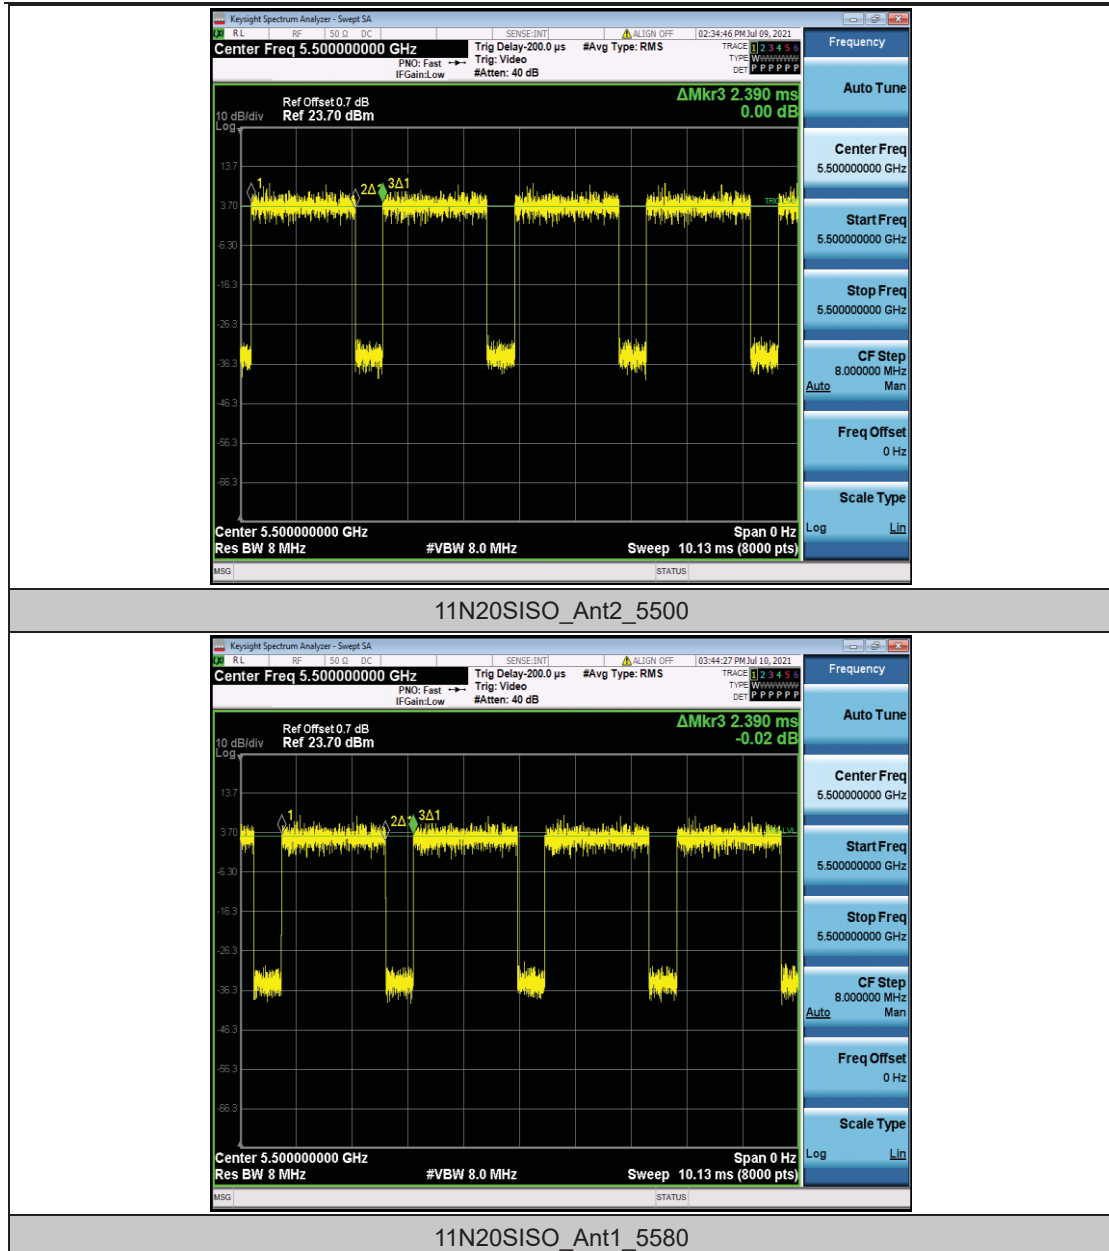 Keysight Spectrum Analyzer - Swept SA
LXI RL RF 50 Ω DC SENSE:INT ALIGN OFF 02:34:46 PM Jul 09, 2021
Center Freq 5.500000000 GHz
PNO: Fast
IFGain:Low
Trig Delay-200.0 µs
Trig: Video
#Atten: 40 dB
#Avg Type: RMS
TRACE 1 2 3 4 5 6
TYPE WWWWWW
DET P P P P P P
Ref Offset 0.7 dB
10 dB/div Ref 23.70 dBm
Log
ΔMkr3 2.390 ms
0.00 dB
13.7
3.70
-6.30
-16.3
-26.3
-36.3
-46.3
-56.3
-66.3
1
2Δ1
3Δ1
Center 5.500000000 GHz Span 0 Hz
Res BW 8 MHz #VBW 8.0 MHz Sweep 10.13 ms (8000 pts)
MSG STATUS
Frequency
Auto Tune
Center Freq
5.500000000 GHz
Start Freq
5.500000000 GHz
Stop Freq
5.500000000 GHz
CF Step
8.000000 MHz
Auto Man
Freq Offset
0 Hz
Scale Type
Log Lin
11N20SISO_Ant2_5500
Keysight Spectrum Analyzer - Swept SA
LXI RL RF 50 Ω DC SENSE:INT ALIGN OFF 03:44:27 PM Jul 10, 2021
Center Freq 5.500000000 GHz
PNO: Fast
IFGain:Low
Trig Delay-200.0 µs
Trig: Video
#Atten: 40 dB
#Avg Type: RMS
TRACE 1 2 3 4 5 6
TYPE WWWWWW
DET P P P P P P
Ref Offset 0.7 dB
10 dB/div Ref 23.70 dBm
Log
ΔMkr3 2.390 ms
-0.02 dB
13.7
3.70
-6.30
-16.3
-26.3
-36.3
-46.3
-56.3
-66.3
1
2Δ1
3Δ1
Center 5.500000000 GHz Span 0 Hz
Res BW 8 MHz #VBW 8.0 MHz Sweep 10.13 ms (8000 pts)
MSG STATUS
Frequency
Auto Tune
Center Freq
5.500000000 GHz
Start Freq
5.500000000 GHz
Stop Freq
5.500000000 GHz
CF Step
8.000000 MHz
Auto Man
Freq Offset
0 Hz
Scale Type
Log Lin
11N20SISO_Ant1_5580